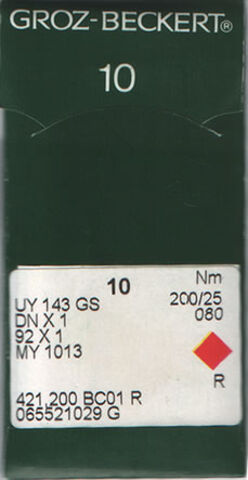 GROZ-BECKERT®
10
10
Nm
UY 143 GS
200/25
DN X 1
080
92 X 1
MY 1013
R
421,200 BC01 R
065521029 G